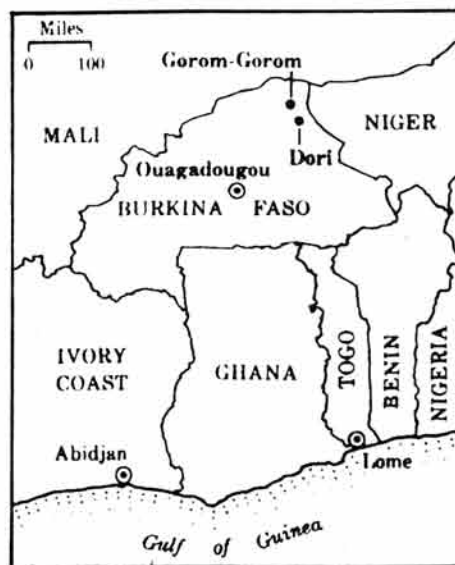 Miles
0 100
Gorom-Gorom
MALI
NIGER
Dori
Ouagadougou
BURKINA FASO
IVORY
COAST
GHANA
TOGO
BENIN
NIGERIA
Abidjan
Lome
Gulf of Guinea